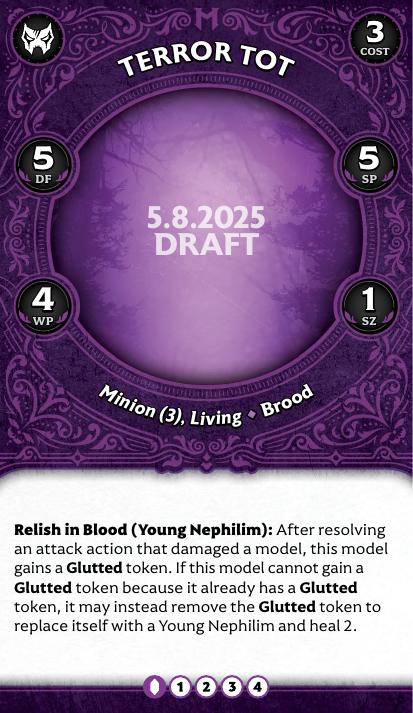 TERROR TOT
3
COST
5
DF
5
SP
5.8.2025
DRAFT
4
WP
1
SZ
Minion (3), Living ♦ Brood
Relish in Blood (Young Nephilim): After resolving
an attack action that damaged a model, this model
gains a Glutted token. If this model cannot gain a
Glutted token because it already has a Glutted
token, it may instead remove the Glutted token to
replace itself with a Young Nephilim and heal 2.
1 2 3 4